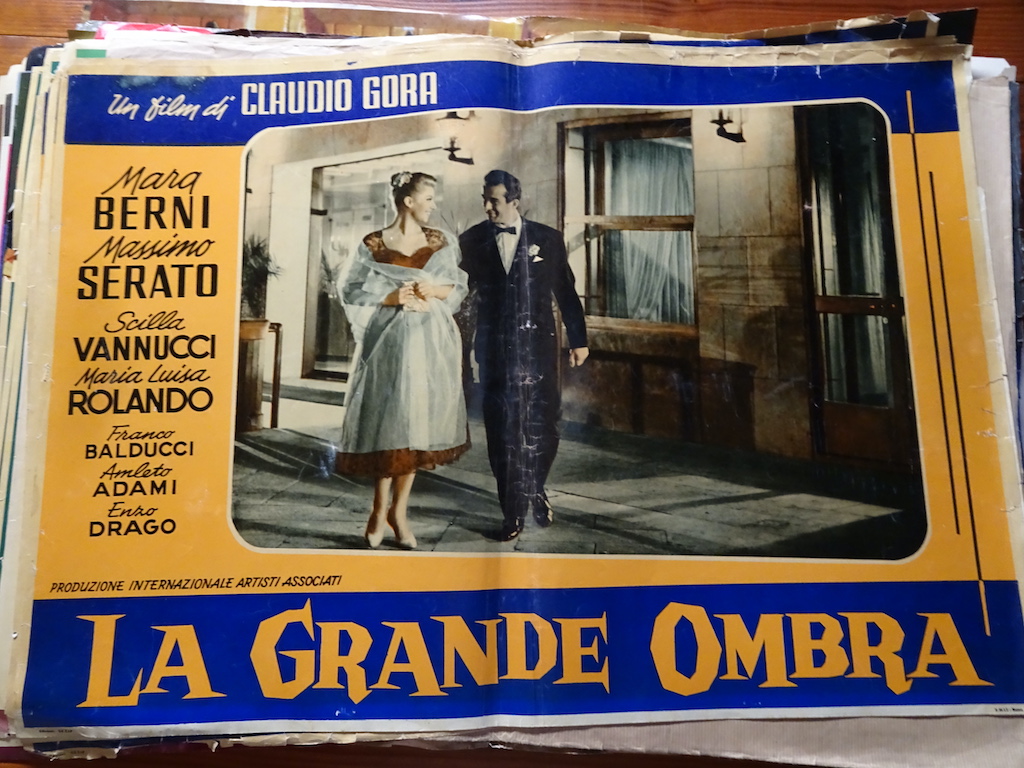 Un film di CLAUDIO GORA
Mara
BERNI
Massimo
SERATO
Scilla
VANNUCCI
Maria Luisa
ROLANDO
Franco
BALDUCCI
Amleto
ADAMI
Enzo
DRAGO
PRODUZIONE INTERNAZIONALE ARTISTI ASSOCIATI
LA GRANDE OMBRA